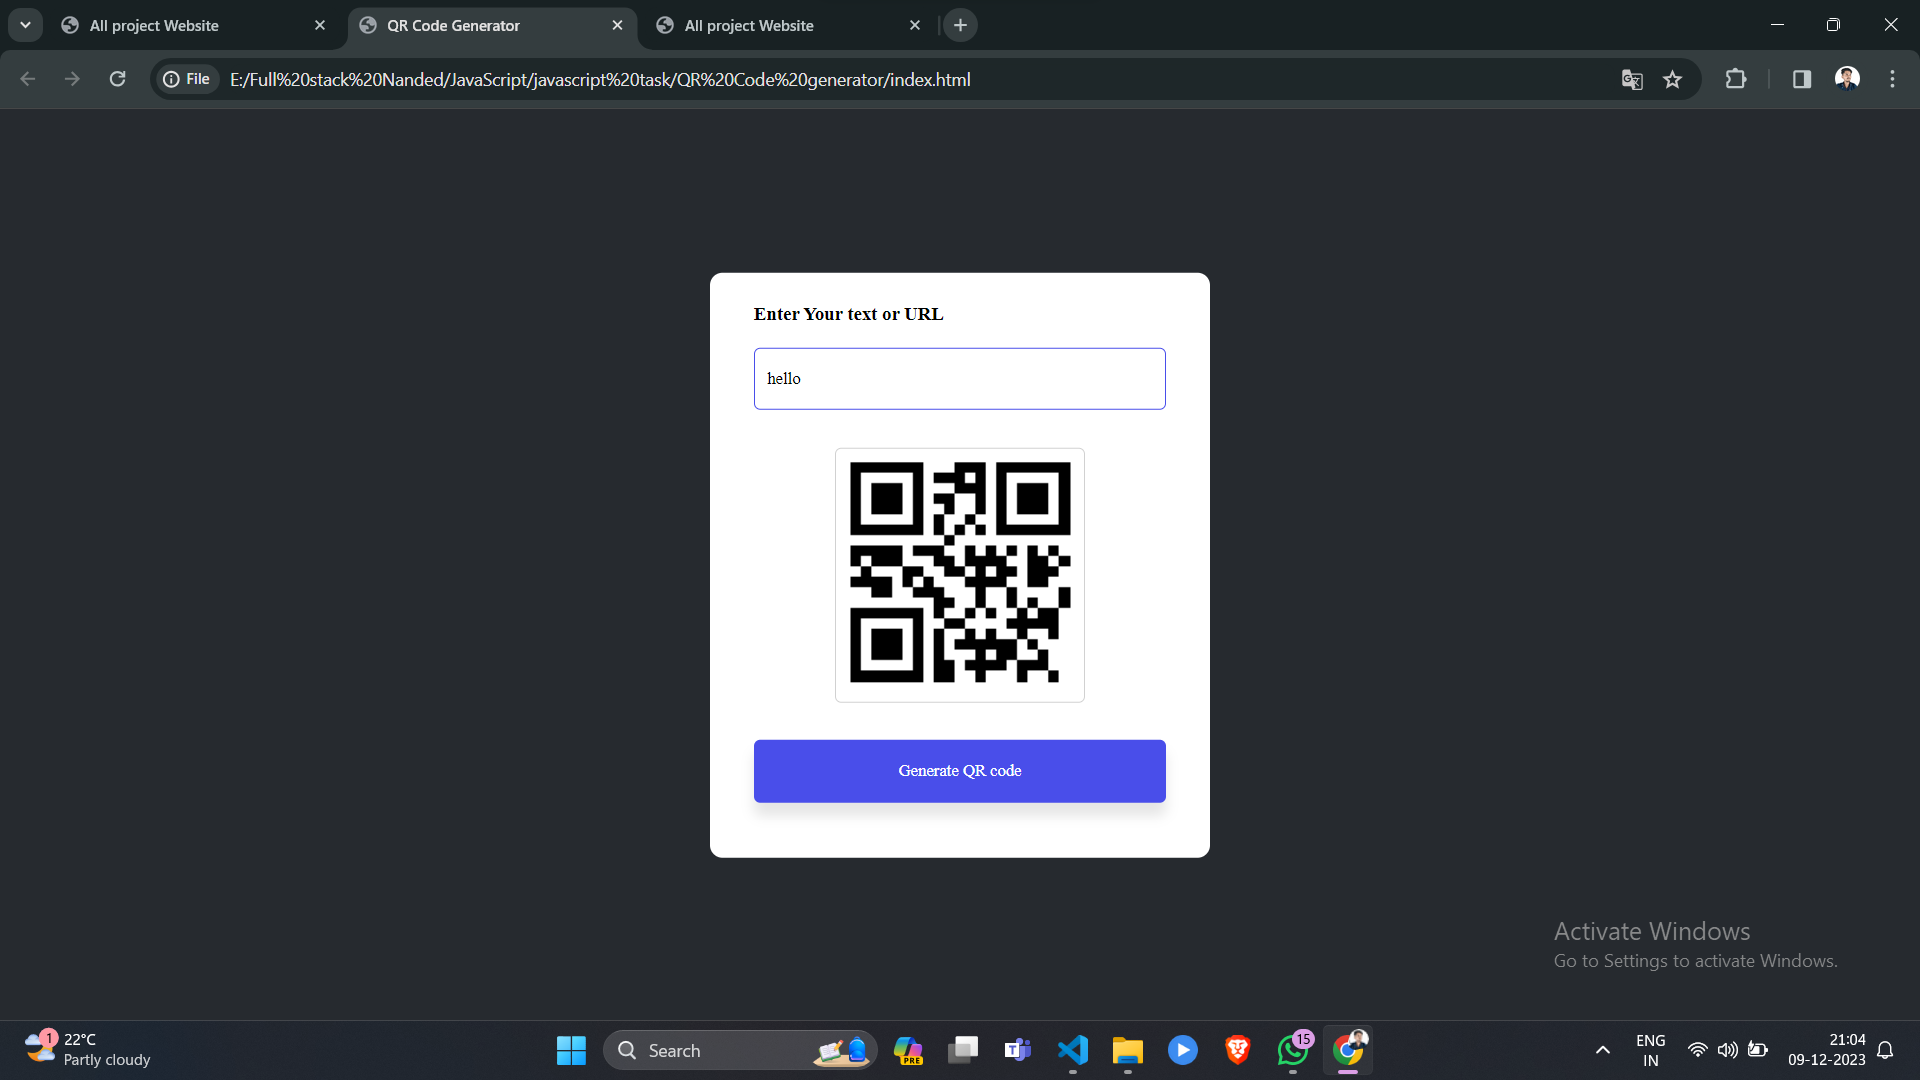 All project Website
QR Code Generator
All project Website
File
E:/Full%20stack%20Nanded/JavaScript/javascript%20task/QR%20Code%20generator/index.html
Enter Your text or URL
hello
Generate QR code
Activate Windows
Go to Settings to activate Windows.
1
22°C
Partly cloudy
Search
PRE
T
15
ENG
IN
21:04
09-12-2023